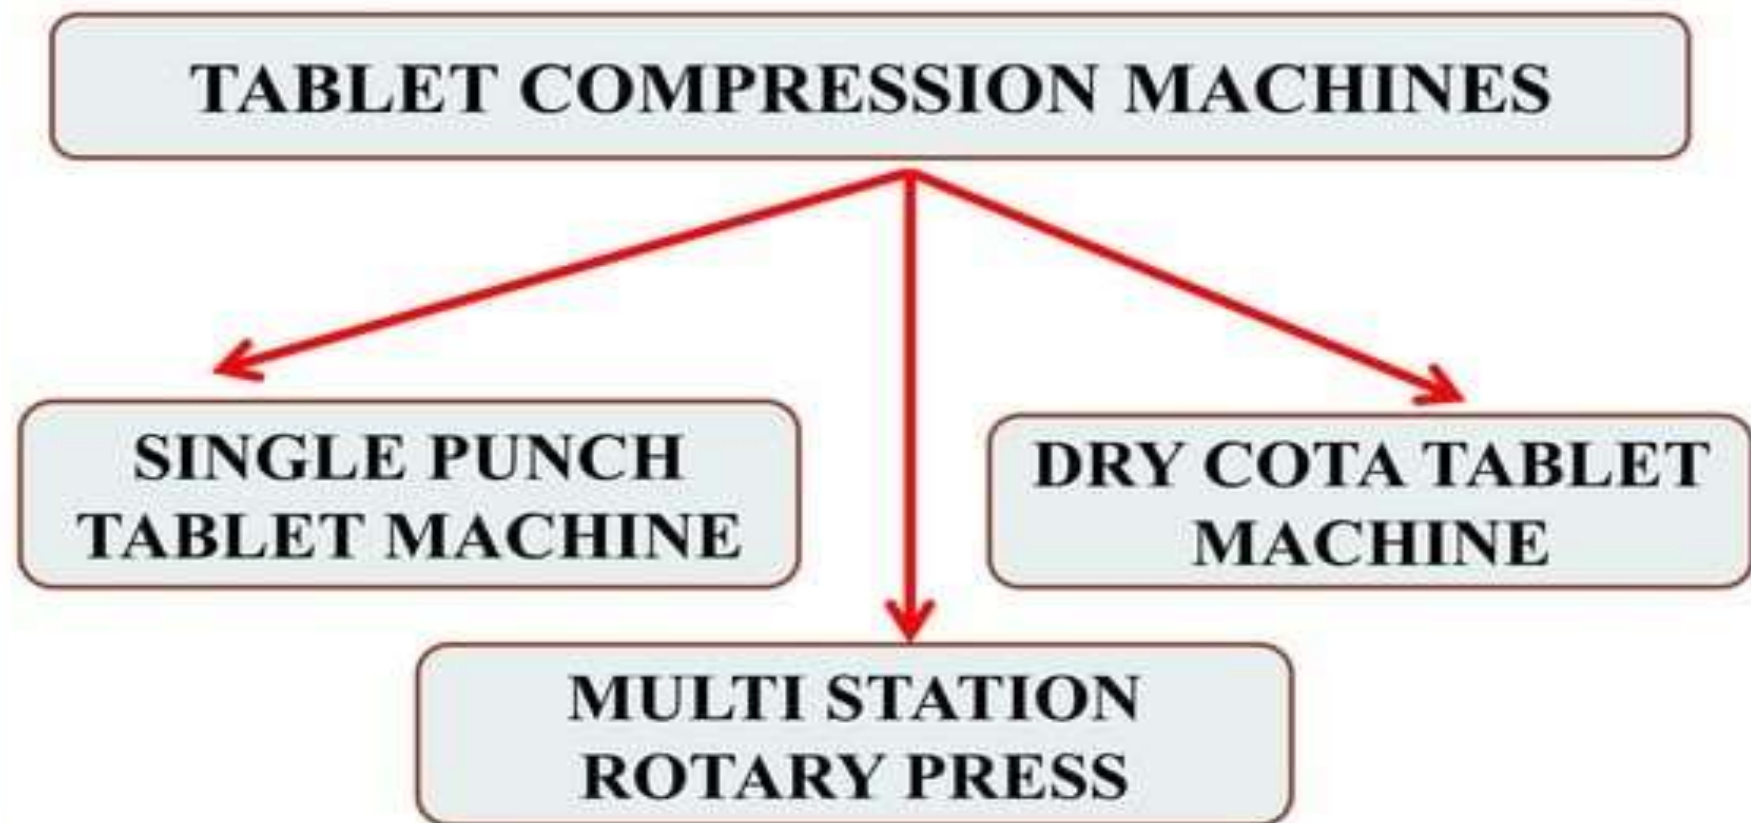 TABLET COMPRESSION MACHINES
SINGLE PUNCH
TABLET MACHINE
DRY COTA TABLET
MACHINE
MULTI STATION
ROTARY PRESS